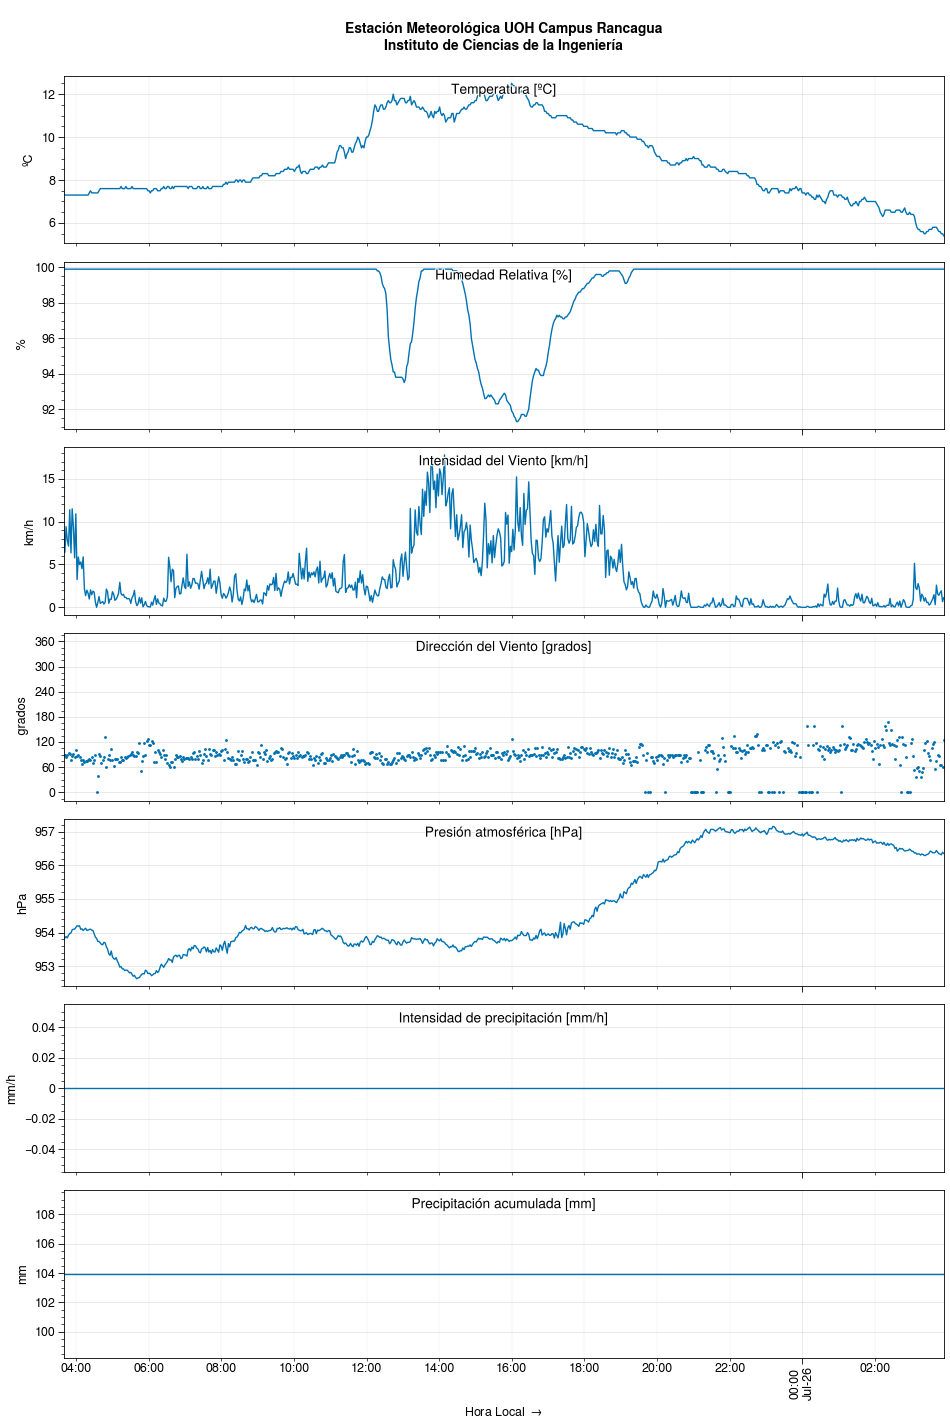 Estación Meteorológica UOH Campus Rancagua
Instituto de Ciencias de la Ingeniería
Temperatura [ºC]
12
10
8
6
ºC
Humedad Relativa [%]
100
98
96
94
92
%
Intensidad del Viento [km/h]
15
10
5
0
km/h
Dirección del Viento [grados]
360
300
240
180
120
60
0
grados
Presión atmosférica [hPa]
957
956
955
954
953
hPa
Intensidad de precipitación [mm/h]
0.04
0.02
0
−0.02
−0.04
mm/h
Precipitación acumulada [mm]
108
106
104
102
100
mm
04:00 06:00 08:00 10:00 12:00 14:00 16:00 18:00 20:00 22:00 00:00 02:00
Jul-26
Hora Local →